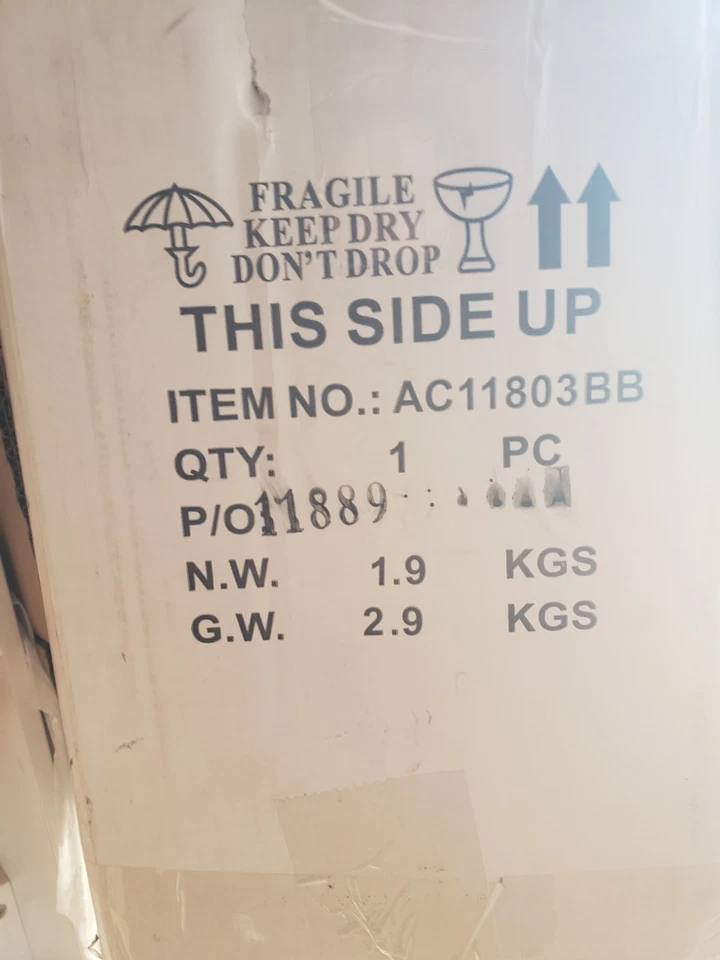 FRAGILE
KEEP DRY
DON'T DROP
THIS SIDE UP
ITEM NO.: AC11803BB
QTY: 1 PC
P/O 11889
N.W. 1.9 KGS
G.W. 2.9 KGS